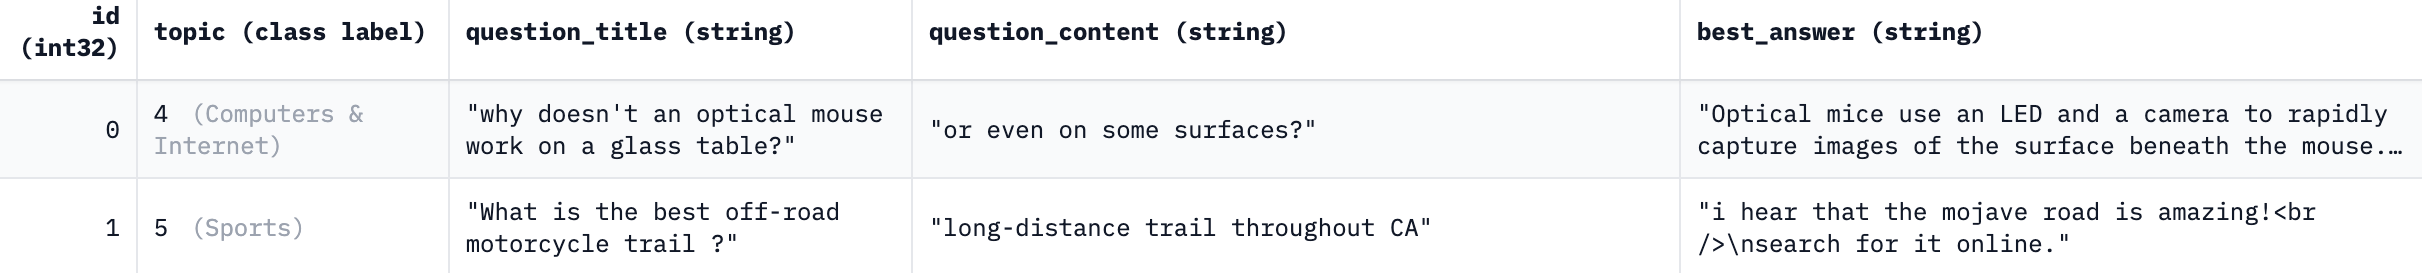 id (int32) topic (class label) question_title (string) question_content (string) best_answer (string)
0 4 (Computers & Internet) "why doesn't an optical mouse work on a glass table?" "or even on some surfaces?" "Optical mice use an LED and a camera to rapidly capture images of the surface beneath the mouse.…
1 5 (Sports) "What is the best off-road motorcycle trail ?" "long-distance trail throughout CA" "i hear that the mojave road is amazing!<br />\nsearch for it online."